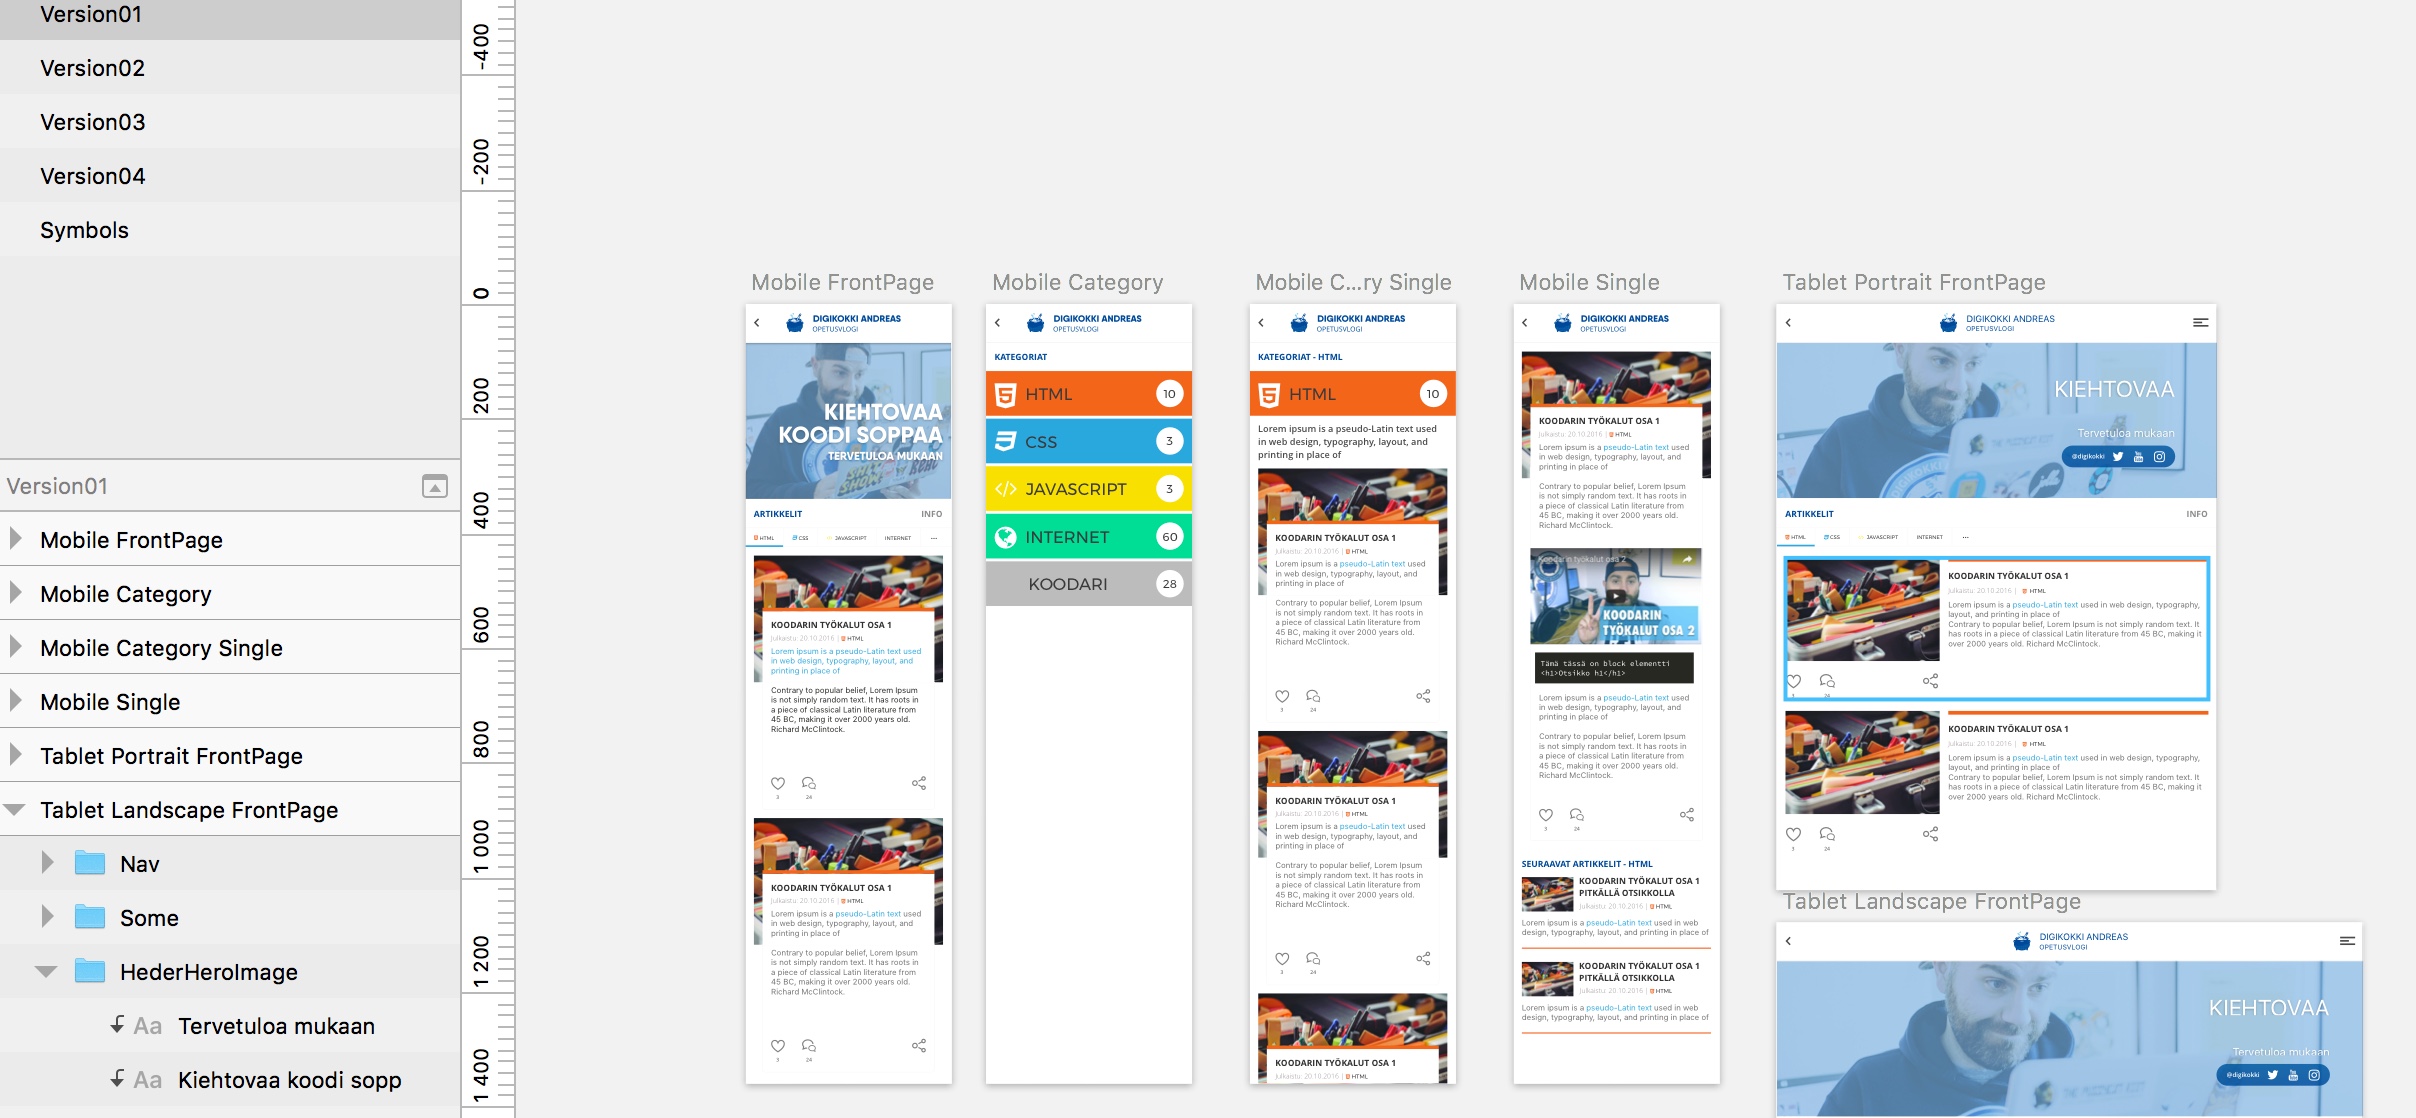 Version01
Version02
Version03
Version04
Symbols
Version01
Mobile FrontPage
Mobile Category
Mobile Category Single
Mobile Single
Tablet Portrait FrontPage
Tablet Landscape FrontPage
Nav
Some
HederHeroImage
Aa Tervetuloa mukaan
Aa Kiehtovaa koodi sopp
-400
-200
0
200
400
600
800
1 000
1 200
1 400
Mobile FrontPage
DIGIKOKKI ANDREAS
OPETUSVLOGI
KIEHTOVAA
KOODI SOPPAA
TERVETULOA MUKAAN
ARTIKKELIT INFO
HTML CSS JAVASCRIPT INTERNET ...
KOODARIN TYÖKALUT OSA 1
Julkaistu: 20.10.2016 | HTML
Lorem ipsum is a pseudo-Latin text used
in web design, typography, layout, and
printing in place of
Contrary to popular belief, Lorem Ipsum
is not simply random text. It has roots in
a piece of classical Latin literature from
45 BC, making it over 2000 years old.
Richard McClintock.
3 24
KOODARIN TYÖKALUT OSA 1
Julkaistu: 20.10.2016 | HTML
Lorem ipsum is a pseudo-Latin text used
in web design, typography, layout, and
printing in place of
Contrary to popular belief, Lorem Ipsum
is not simply random text. It has roots in
a piece of classical Latin literature from
45 BC, making it over 2000 years old.
Richard McClintock.
3 24
Mobile Category
DIGIKOKKI ANDREAS
OPETUSVLOGI
KATEGORIAT
HTML 10
CSS 3
JAVASCRIPT 3
INTERNET 60
KOODARI 28
Mobile C...ry Single
DIGIKOKKI ANDREAS
OPETUSVLOGI
KATEGORIAT - HTML
HTML 10
Lorem ipsum is a pseudo-Latin text used
in web design, typography, layout, and
printing in place of
KOODARIN TYÖKALUT OSA 1
Julkaistu: 20.10.2016 | HTML
Lorem ipsum is a pseudo-Latin text used
in web design, typography, layout, and
printing in place of
Contrary to popular belief, Lorem Ipsum
is not simply random text. It has roots in
a piece of classical Latin literature from
45 BC, making it over 2000 years old.
Richard McClintock.
3 24
KOODARIN TYÖKALUT OSA 1
Julkaistu: 20.10.2016 | HTML
Lorem ipsum is a pseudo-Latin text used
in web design, typography, layout, and
printing in place of
Contrary to popular belief, Lorem Ipsum
is not simply random text. It has roots in
a piece of classical Latin literature from
45 BC, making it over 2000 years old.
Richard McClintock.
3 24
KOODARIN TYÖKALUT OSA 1
Julkaistu: 20.10.2016 | HTML
Mobile Single
DIGIKOKKI ANDREAS
OPETUSVLOGI
KOODARIN TYÖKALUT OSA 1
Julkaistu: 20.10.2016 | HTML
Lorem ipsum is a pseudo-Latin text used
in web design, typography, layout, and
printing in place of
Contrary to popular belief, Lorem Ipsum
is not simply random text. It has roots in
a piece of classical Latin literature from
45 BC, making it over 2000 years old.
Richard McClintock.
Koodarin työkalut osa 2
KOODARIN
TYÖKALUT OSA 2
Tämä tässä on block elementti
<h1>Otsikko h1</h1>
Lorem ipsum is a pseudo-Latin text used
in web design, typography, layout, and
printing in place of
Contrary to popular belief, Lorem Ipsum
is not simply random text. It has roots in
a piece of classical Latin literature from
45 BC, making it over 2000 years old.
Richard McClintock.
3 24
SEURAAVAT ARTIKKELIT - HTML
KOODARIN TYÖKALUT OSA 1
PITKÄLLÄ OTSIKKOLLA
Julkaistu: 20.10.2016 | HTML
Lorem ipsum is a pseudo-Latin text used in web
design, typography, layout, and printing in place of
KOODARIN TYÖKALUT OSA 1
PITKÄLLÄ OTSIKKOLLA
Julkaistu: 20.10.2016 | HTML
Lorem ipsum is a pseudo-Latin text used in web
design, typography, layout, and printing in place of
Tablet Portrait FrontPage
DIGIKOKKI ANDREAS
OPETUSVLOGI
KIEHTOVAA
Tervetuloa mukaan
@digikokki
ARTIKKELIT INFO
HTML CSS JAVASCRIPT INTERNET ...
KOODARIN TYÖKALUT OSA 1
Julkaistu: 20.10.2016 | HTML
Lorem ipsum is a pseudo-Latin text used in web design, typography,
layout, and printing in place of
Contrary to popular belief, Lorem Ipsum is not simply random text. It
has roots in a piece of classical Latin literature from 45 BC, making it
over 2000 years old. Richard McClintock.
3 24
KOODARIN TYÖKALUT OSA 1
Julkaistu: 20.10.2016 | HTML
Lorem ipsum is a pseudo-Latin text used in web design, typography,
layout, and printing in place of
Contrary to popular belief, Lorem Ipsum is not simply random text. It
has roots in a piece of classical Latin literature from 45 BC, making it
over 2000 years old. Richard McClintock.
3 24
Tablet Landscape FrontPage
DIGIKOKKI ANDREAS
OPETUSVLOGI
KIEHTOVAA
Tervetuloa mukaan
@digikokki